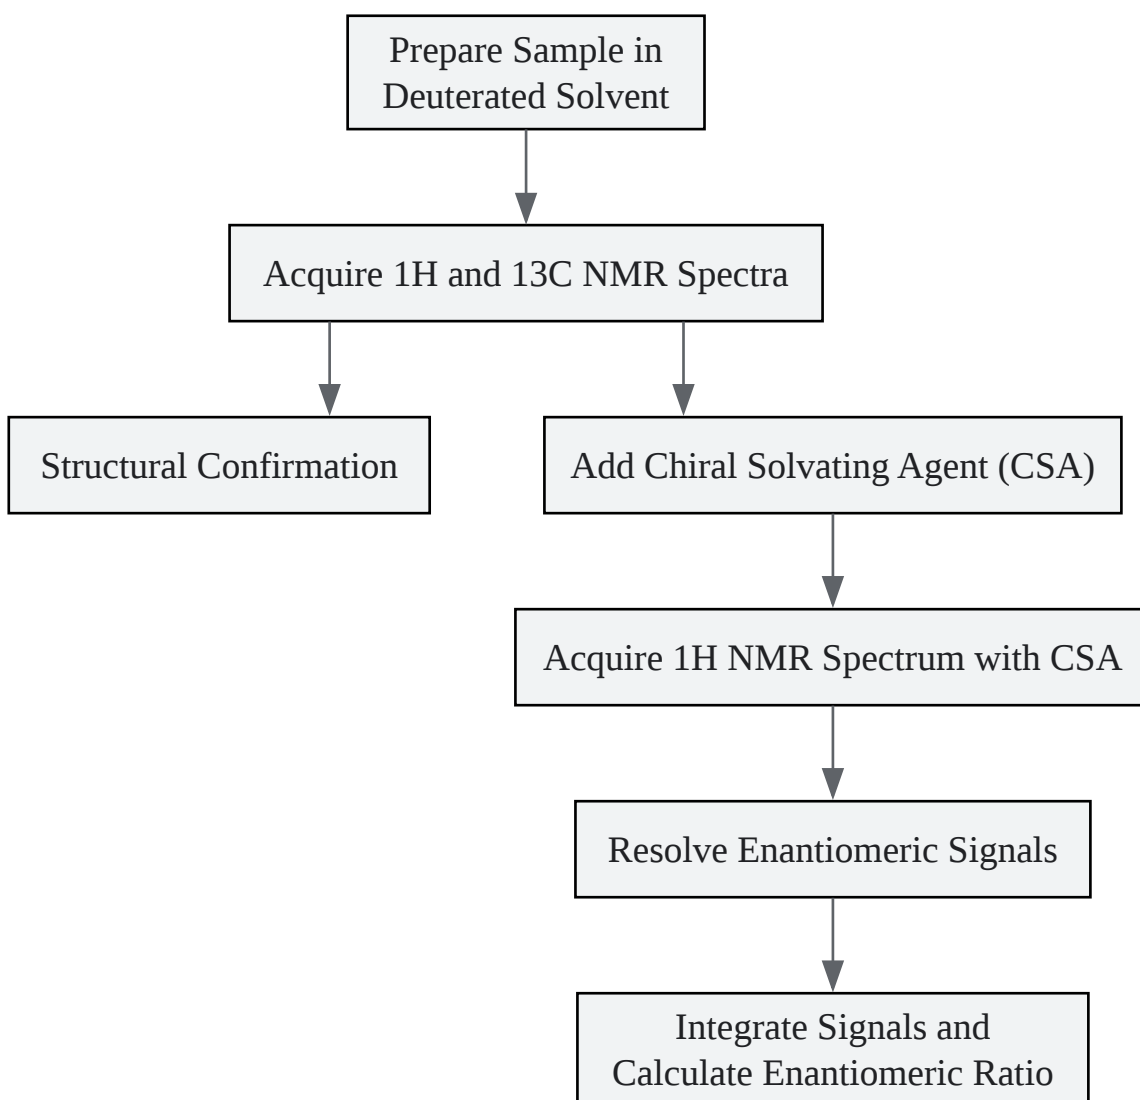 Prepare Sample in
Deuterated Solvent
Acquire 1H and 13C NMR Spectra
Structural Confirmation
Add Chiral Solvating Agent (CSA)
Acquire 1H NMR Spectrum with CSA
Resolve Enantiomeric Signals
Integrate Signals and
Calculate Enantiomeric Ratio